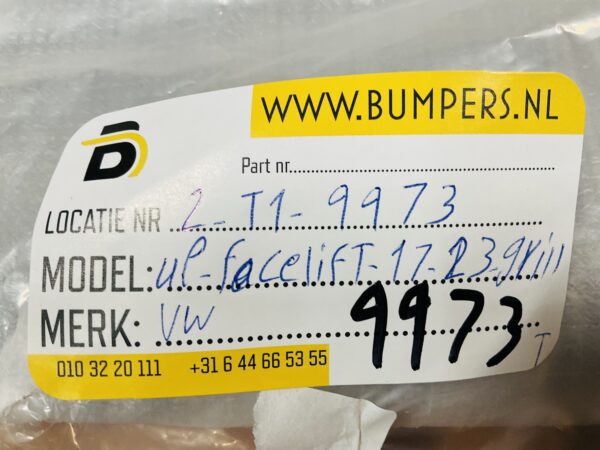 WWW.BUMPERS.NL
B
Part nr.
LOCATIE NR 2-T1-9973
MODEL: UP-facelifT-17-23-grill
MERK: VW
9973 T
010 32 20 111 +31 6 44 66 53 55